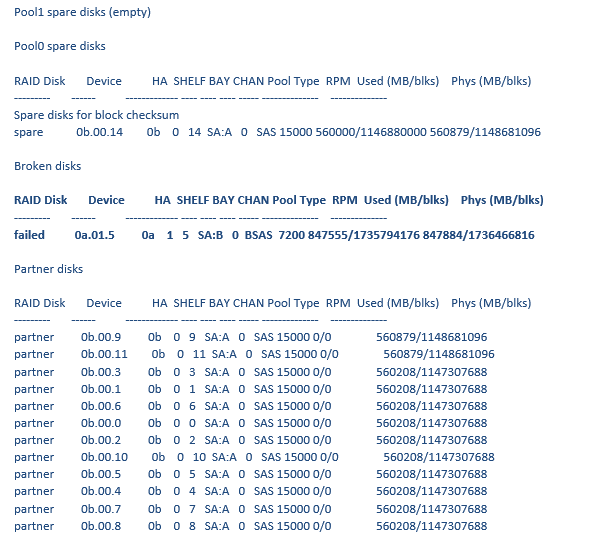 Pool1 spare disks (empty)
Pool0 spare disks
RAID Disk Device HA SHELF BAY CHAN Pool Type RPM Used (MB/blks) Phys (MB/blks)
--------- ------ ------------- ---- ---- ---- ----- -------------- --------------
Spare disks for block checksum
spare 0b.00.14 0b 0 14 SA:A 0 SAS 15000 560000/1146880000 560879/1148681096
Broken disks
RAID Disk Device HA SHELF BAY CHAN Pool Type RPM Used (MB/blks) Phys (MB/blks)
--------- ------ ------------- ---- ---- ---- ----- -------------- --------------
failed 0a.01.5 0a 1 5 SA:B 0 BSAS 7200 847555/1735794176 847884/1736466816
Partner disks
RAID Disk Device HA SHELF BAY CHAN Pool Type RPM Used (MB/blks) Phys (MB/blks)
--------- ------ ------------- ---- ---- ---- ----- -------------- --------------
partner 0b.00.9 0b 0 9 SA:A 0 SAS 15000 0/0 560879/1148681096
partner 0b.00.11 0b 0 11 SA:A 0 SAS 15000 0/0 560879/1148681096
partner 0b.00.3 0b 0 3 SA:A 0 SAS 15000 0/0 560208/1147307688
partner 0b.00.1 0b 0 1 SA:A 0 SAS 15000 0/0 560208/1147307688
partner 0b.00.6 0b 0 6 SA:A 0 SAS 15000 0/0 560208/1147307688
partner 0b.00.0 0b 0 0 SA:A 0 SAS 15000 0/0 560208/1147307688
partner 0b.00.2 0b 0 2 SA:A 0 SAS 15000 0/0 560208/1147307688
partner 0b.00.10 0b 0 10 SA:A 0 SAS 15000 0/0 560208/1147307688
partner 0b.00.5 0b 0 5 SA:A 0 SAS 15000 0/0 560208/1147307688
partner 0b.00.4 0b 0 4 SA:A 0 SAS 15000 0/0 560208/1147307688
partner 0b.00.7 0b 0 7 SA:A 0 SAS 15000 0/0 560208/1147307688
partner 0b.00.8 0b 0 8 SA:A 0 SAS 15000 0/0 560208/1147307688